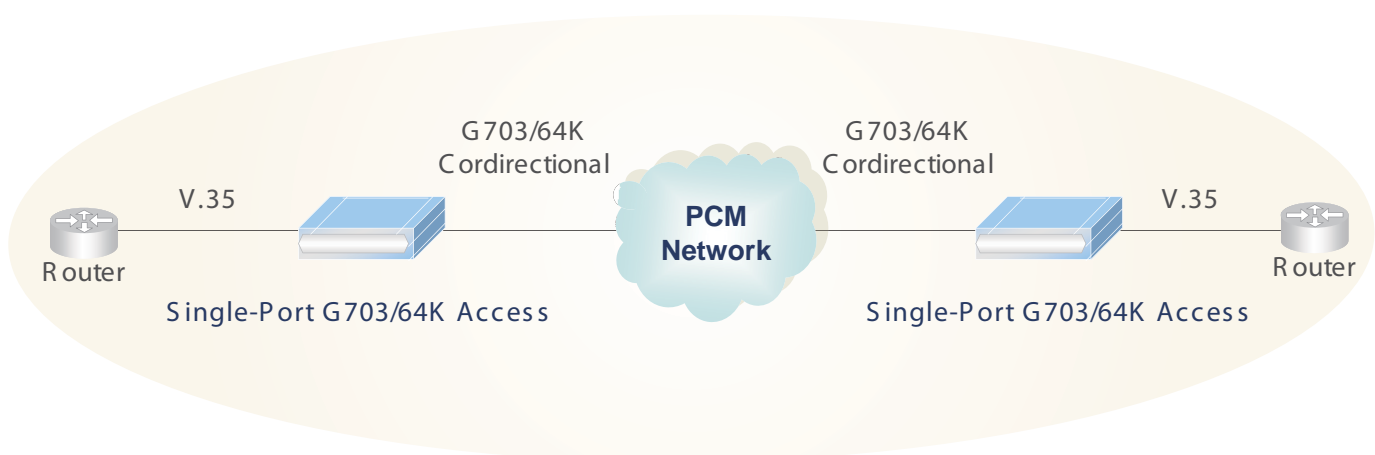 G703/64K
Cordirectional
G703/64K
Cordirectional
V.35
V.35
PCM
Network
Router
Router
Single-Port G703/64K Access
Single-Port G703/64K Access